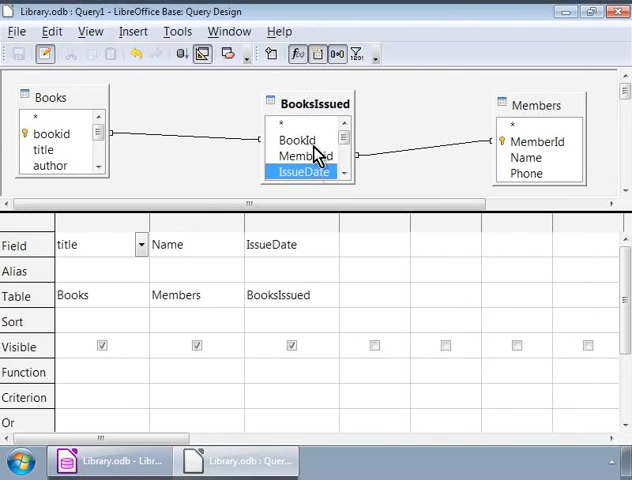 Library.odb : Query1 - LibreOffice Base: Query Design
File Edit View Insert Tools Window Help
f(x)
Books
*
bookid
title
author
BooksIssued
*
BookId
IssueDate
Members
*
MemberId
Name
Phone
Field title Name IssueDate
Alias
Table Books Members BooksIssued
Sort
Visible
Function
Criterion
Or
Library.odb - Libr... Library.odb : Quer...